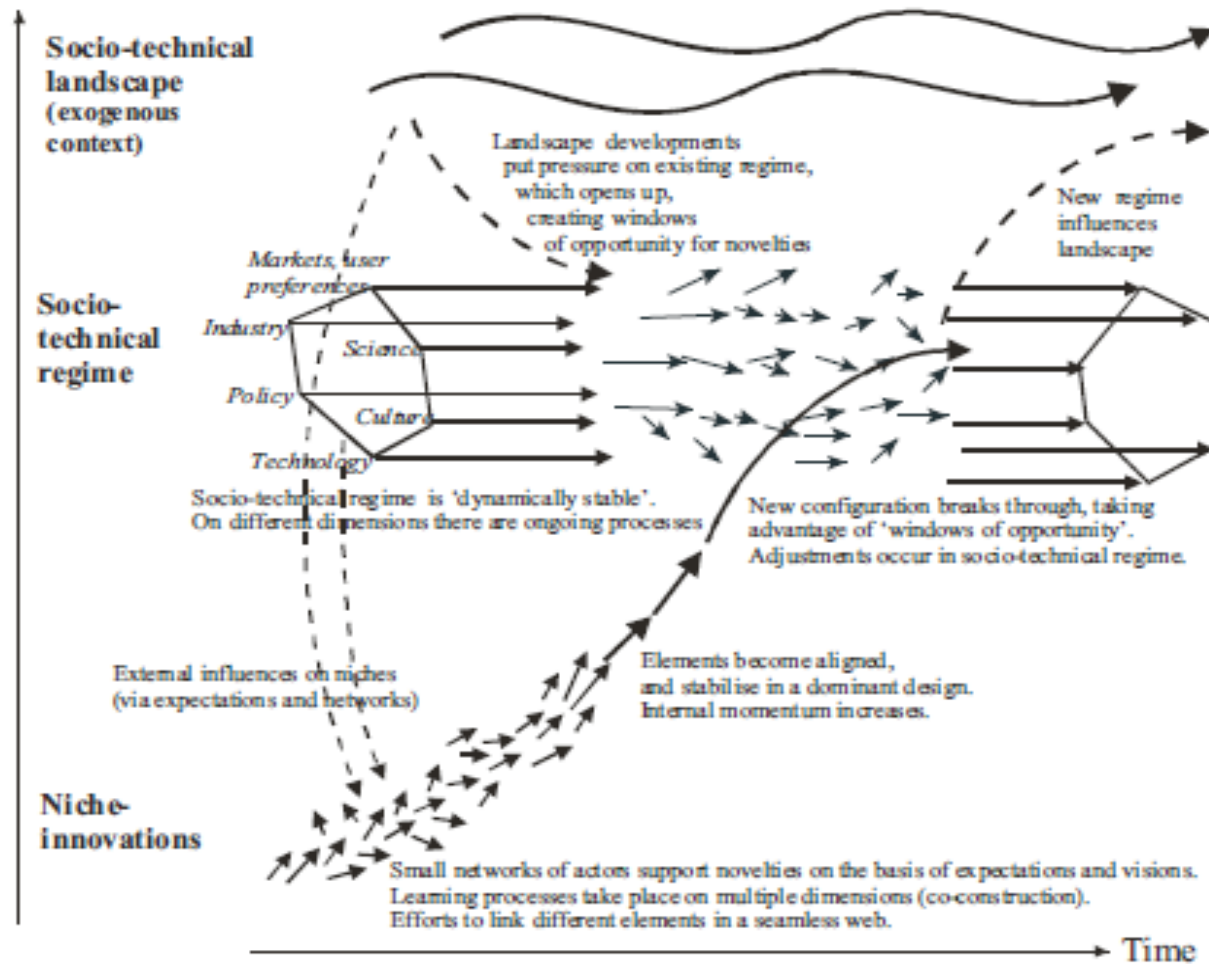 Socio-technical
landscape
(exogenous
context)
Landscape developments
put pressure on existing regime,
which opens up,
creating windows
of opportunity for novelties
New regime
influences
landscape
Markets, user
preferences
Socio-
technical
regime
Industry
Science
Policy
Culture
Technology
Socio-technical regime is ‘dynamically stable’.
On different dimensions there are ongoing processes
New configuration breaks through, taking
advantage of ‘windows of opportunity’.
Adjustments occur in socio-technical regime.
External influences on niches
(via expectations and networks)
Elements become aligned,
and stabilise in a dominant design.
Internal momentum increases.
Niche-
innovations
Small networks of actors support novelties on the basis of expectations and visions.
Learning processes take place on multiple dimensions (co-construction).
Efforts to link different elements in a seamless web.
Time